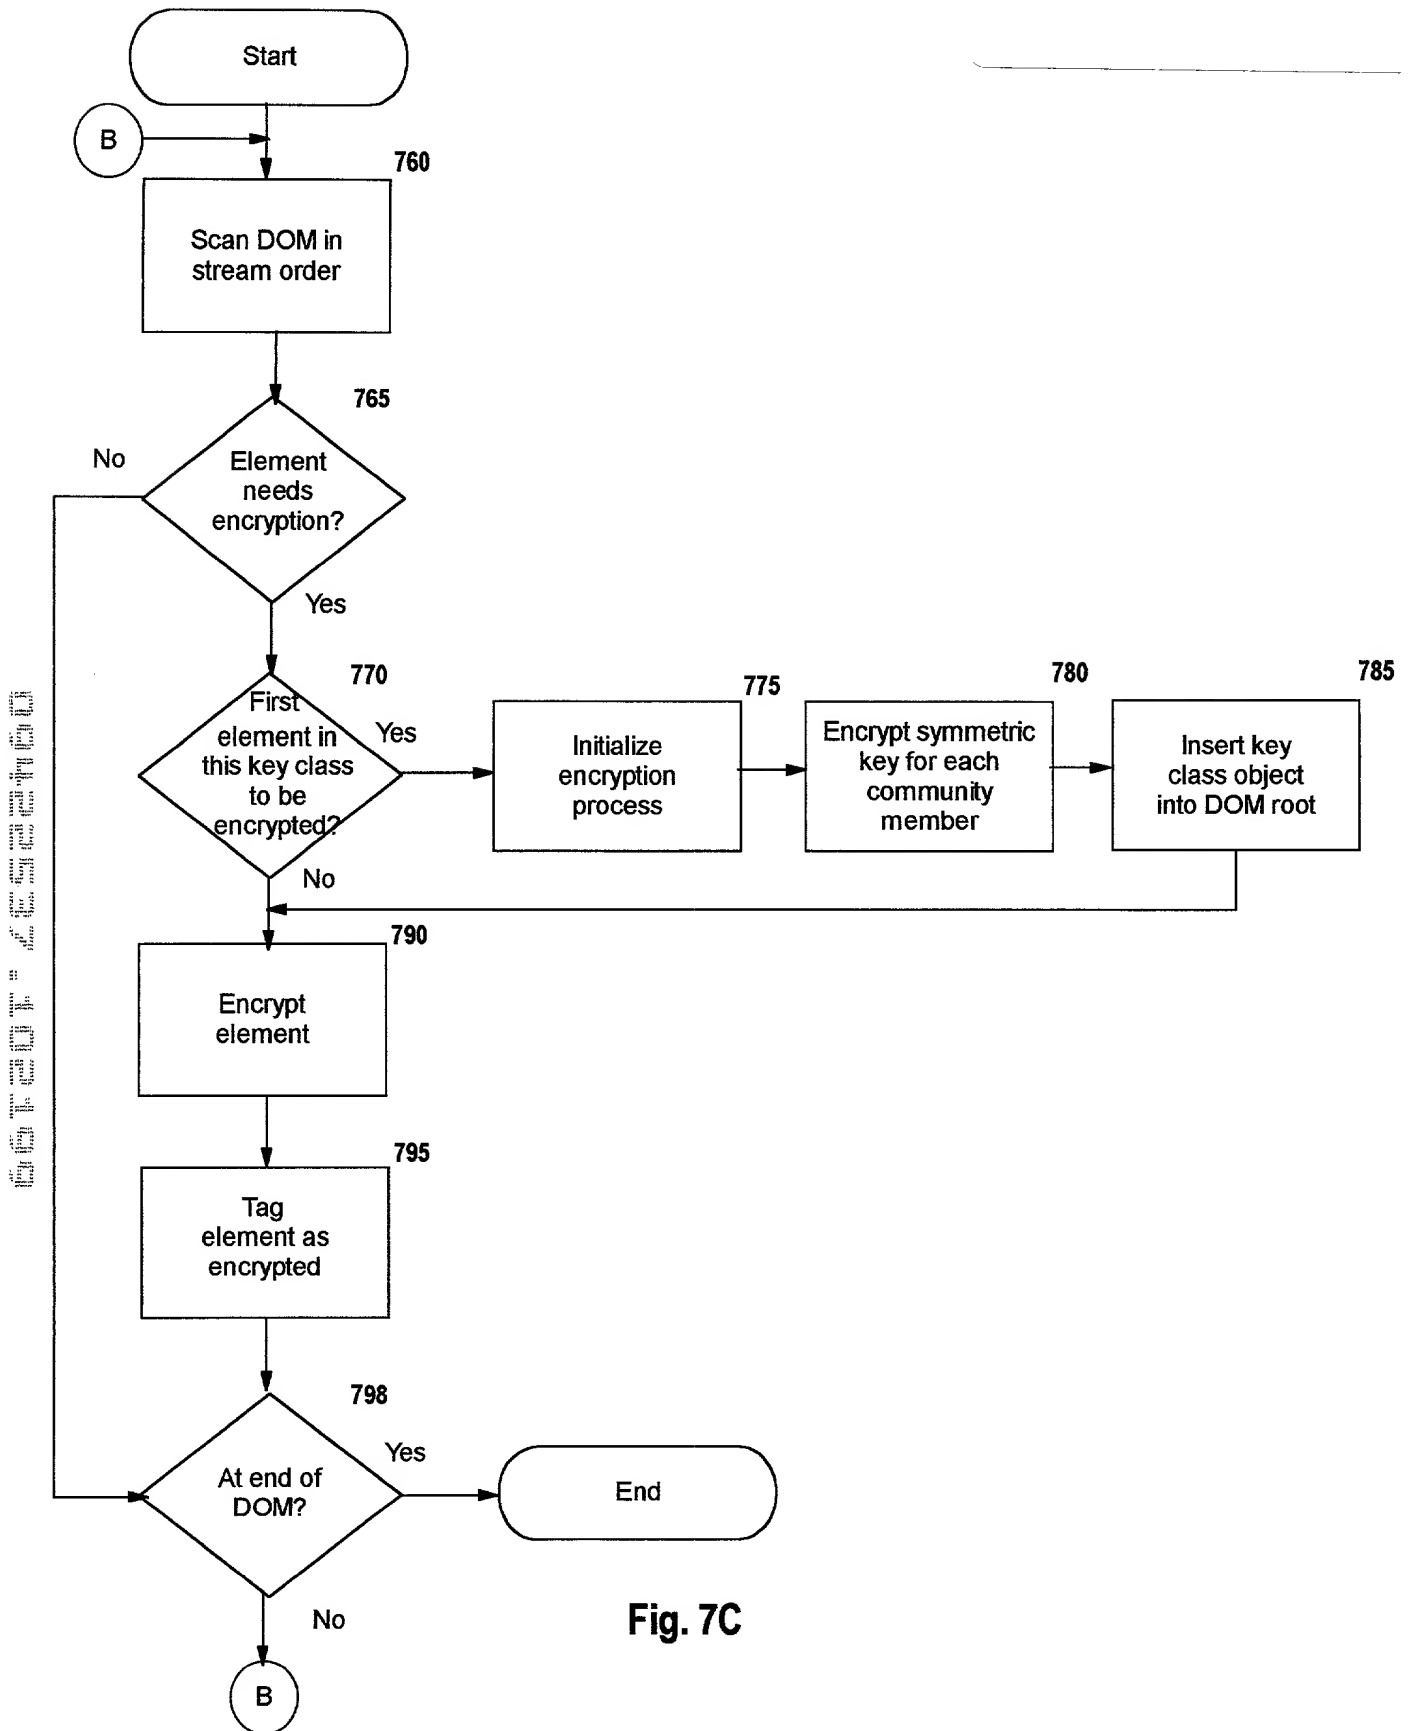 Start
B
760
Scan DOM in
stream order
765
No
Element
needs
encryption?
Yes
770
First
element in
this key class
to be
encrypted?
Yes
775
Initialize
encryption
process
780
Encrypt symmetric
key for each
community
member
785
Insert key
class object
into DOM root
No
790
Encrypt
element
795
Tag
element as
encrypted
798
At end of
DOM?
Yes
End
No
B
Fig. 7C